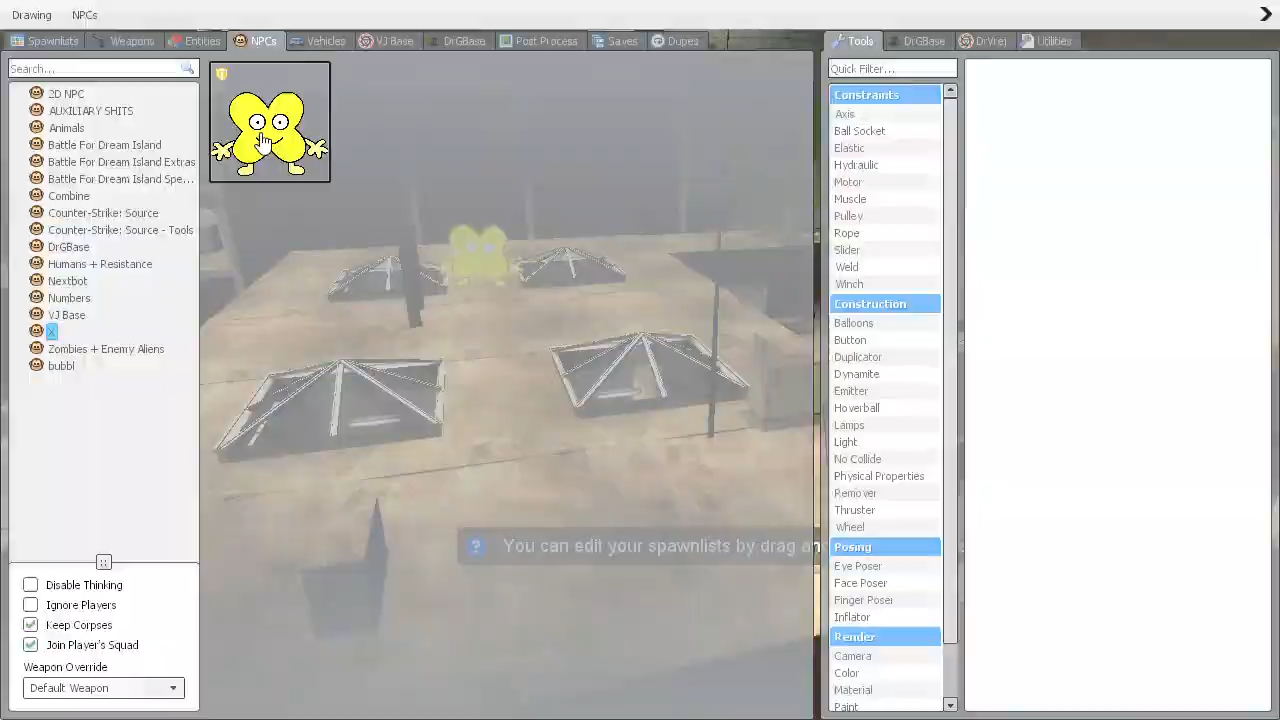 Drawing NPCs
Spawnlists Weapons Entities NPCs Vehicles VJ Base DrGBase Post Process Saves Dupes
Search...
2D NPC
AUXILIARY SHITS
Animals
Battle For Dream Island
Battle For Dream Island Extras
Battle For Dream Island Spe...
Combine
Counter-Strike: Source
Counter-Strike: Source - Tools
DrGBase
Humans + Resistance
Nextbot
Numbers
VJ Base
X
Zombies + Enemy Aliens
bubbl
Disable Thinking
Ignore Players
Keep Corpses
Join Player's Squad
Weapon Override
Default Weapon
You can edit your spawnlists by drag an
Tools DrGBase DrVrej Utilities
Quick Filter...
Constraints
Axis
Ball Socket
Elastic
Hydraulic
Motor
Muscle
Pulley
Rope
Slider
Weld
Winch
Construction
Balloons
Button
Duplicator
Dynamite
Emitter
Hoverball
Lamps
Light
No Collide
Physical Properties
Remover
Thruster
Wheel
Posing
Eye Poser
Face Poser
Finger Poser
Inflator
Render
Camera
Color
Material
Paint